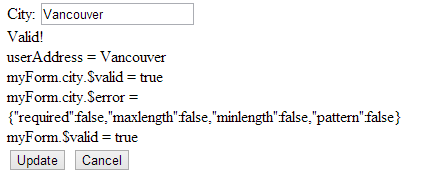 City: Vancouver
Valid!
userAddress = Vancouver
myForm.city.$valid = true
myForm.city.$error =
{"required":false,"maxlength":false,"minlength":false,"pattern":false}
myForm.$valid = true
Update Cancel